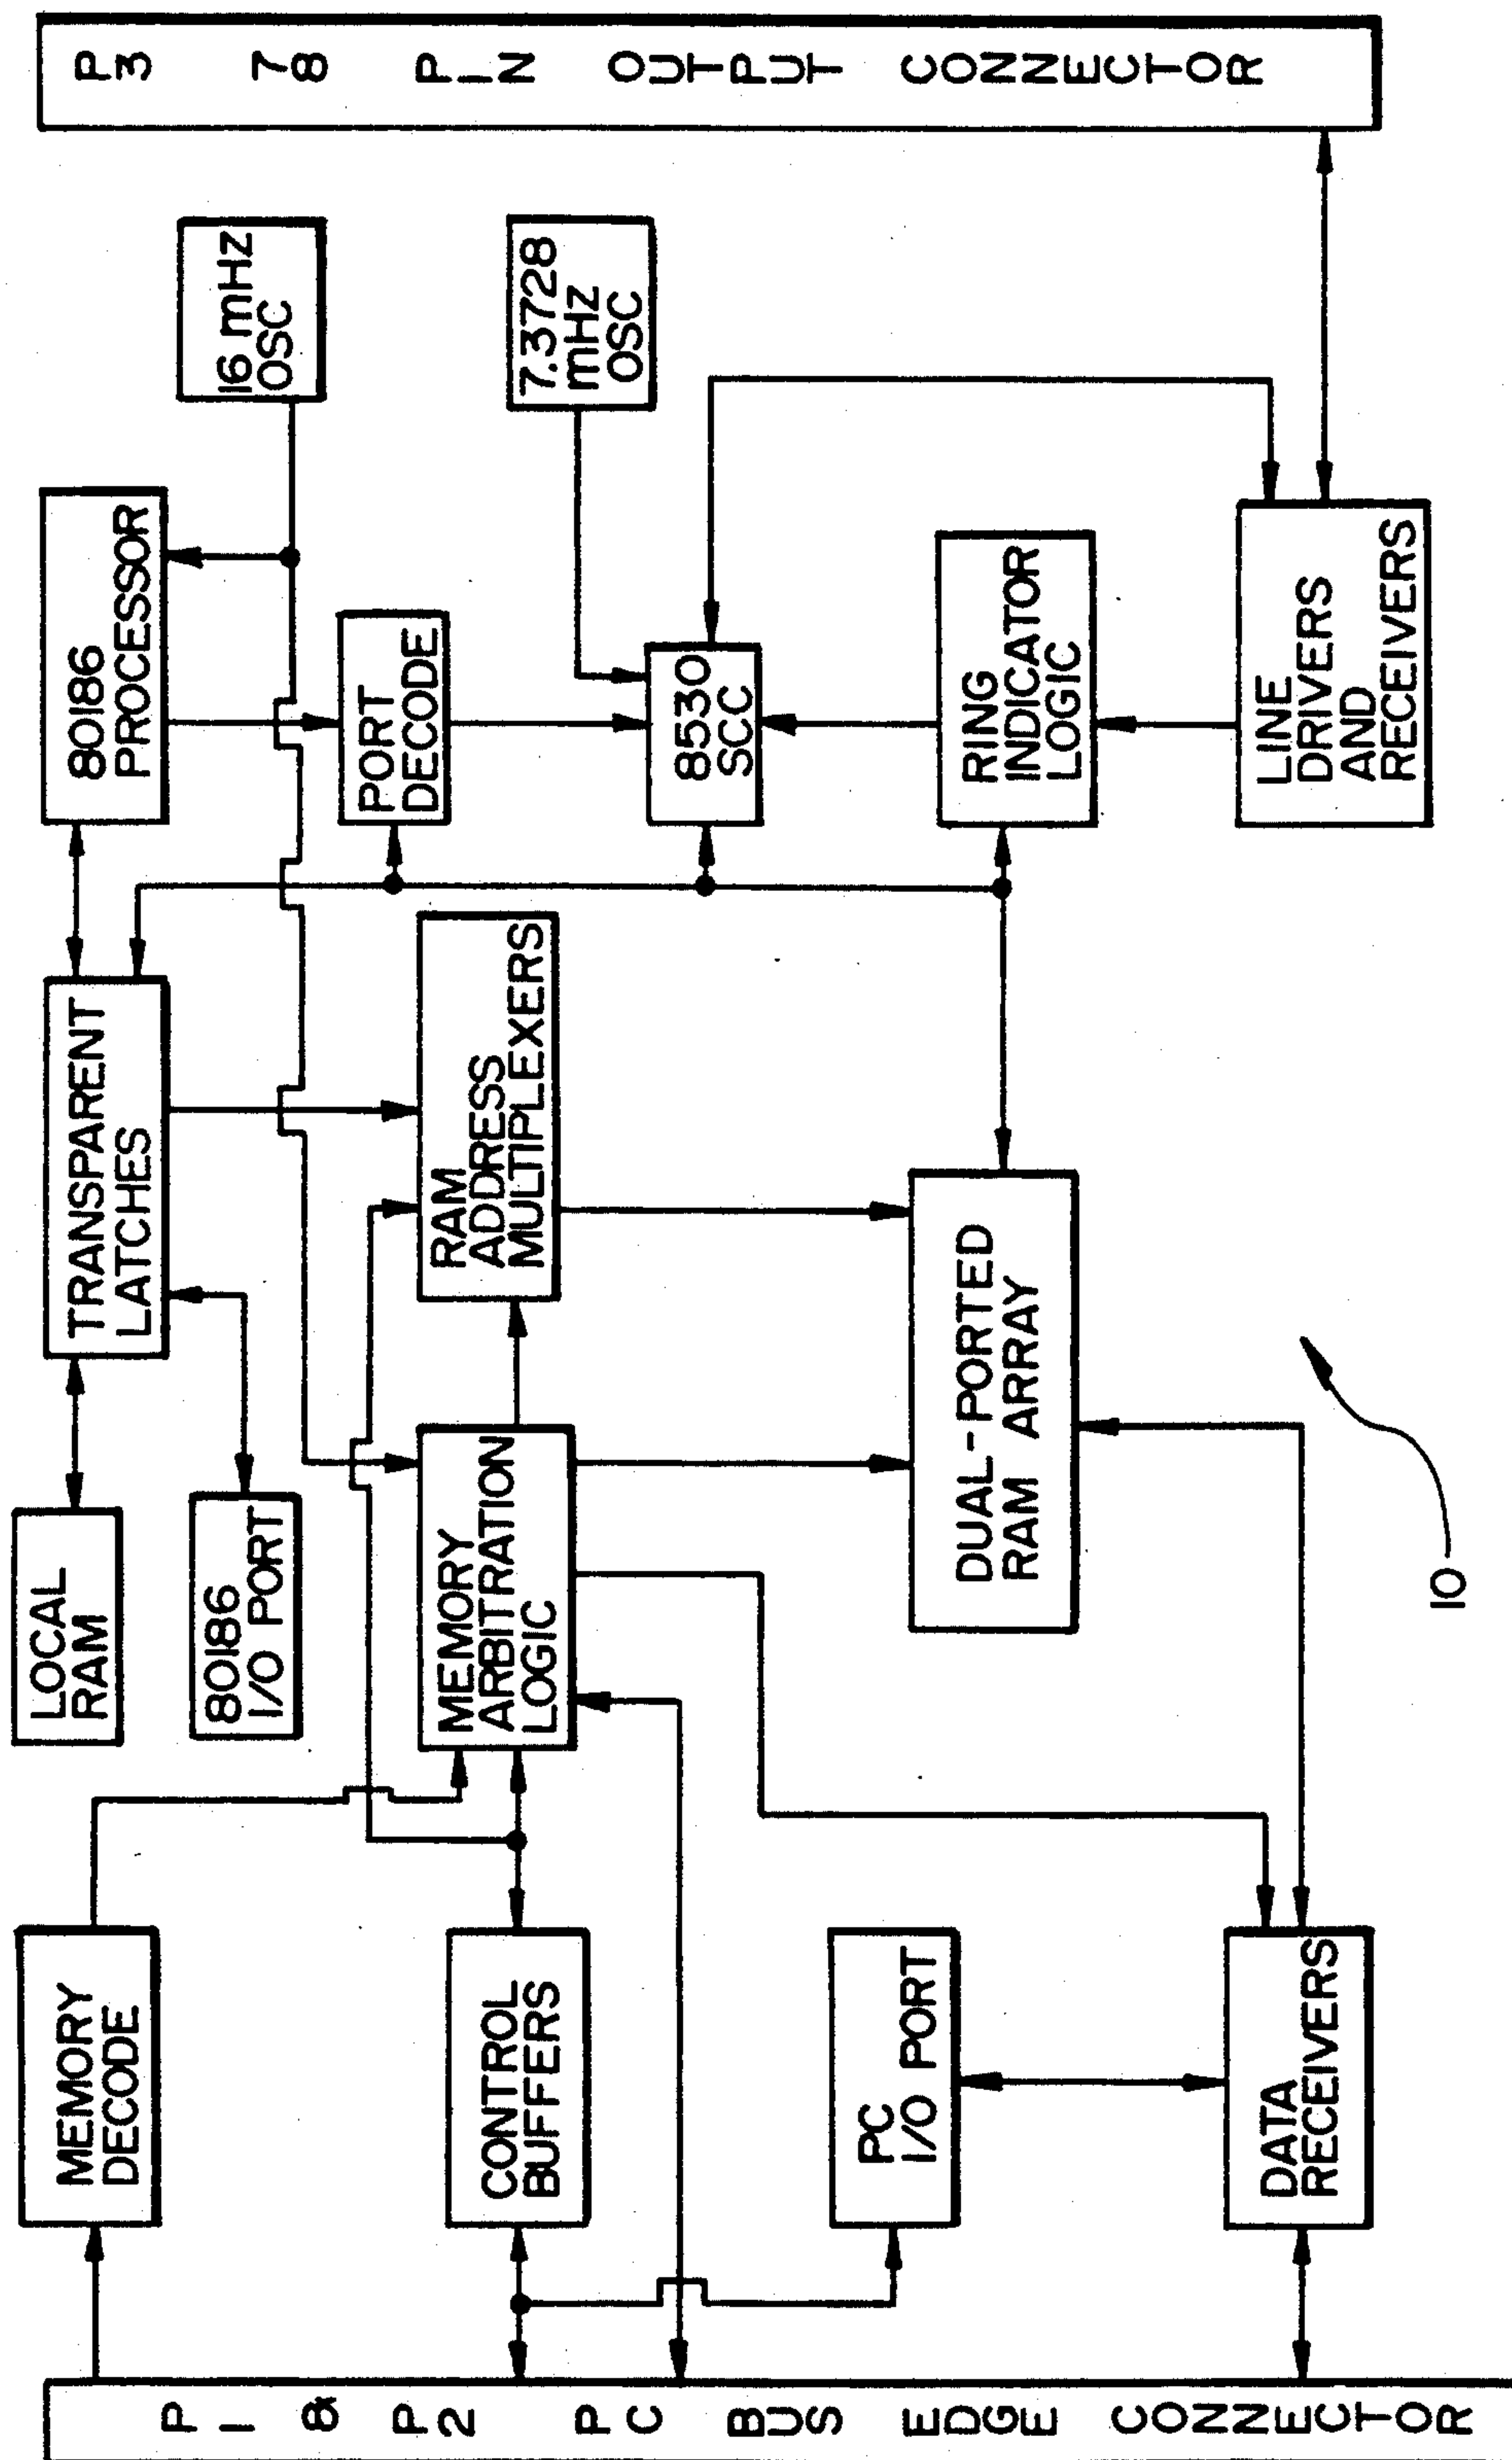 P1 & P2 PC BUS EDGE CONNECTOR
MEMORY
DECODE
CONTROL
BUFFERS
PC
I/O PORT
DATA
RECEIVERS
LOCAL
RAM
80186
I/O PORT
MEMORY
ARBITRATION
LOGIC
TRANSPARENT
LATCHES
RAM
ADDRESS
MULTIPLEXERS
DUAL-PORTED
RAM ARRAY
10
80186
PROCESSOR
PORT
DECODE
8530
SCC
RING
INDICATOR
LOGIC
LINE
DRIVERS
AND
RECEIVERS
16 mHZ
OSC
7.3728
mHZ
OSC
P3 78 PIN OUTPUT CONNECTOR